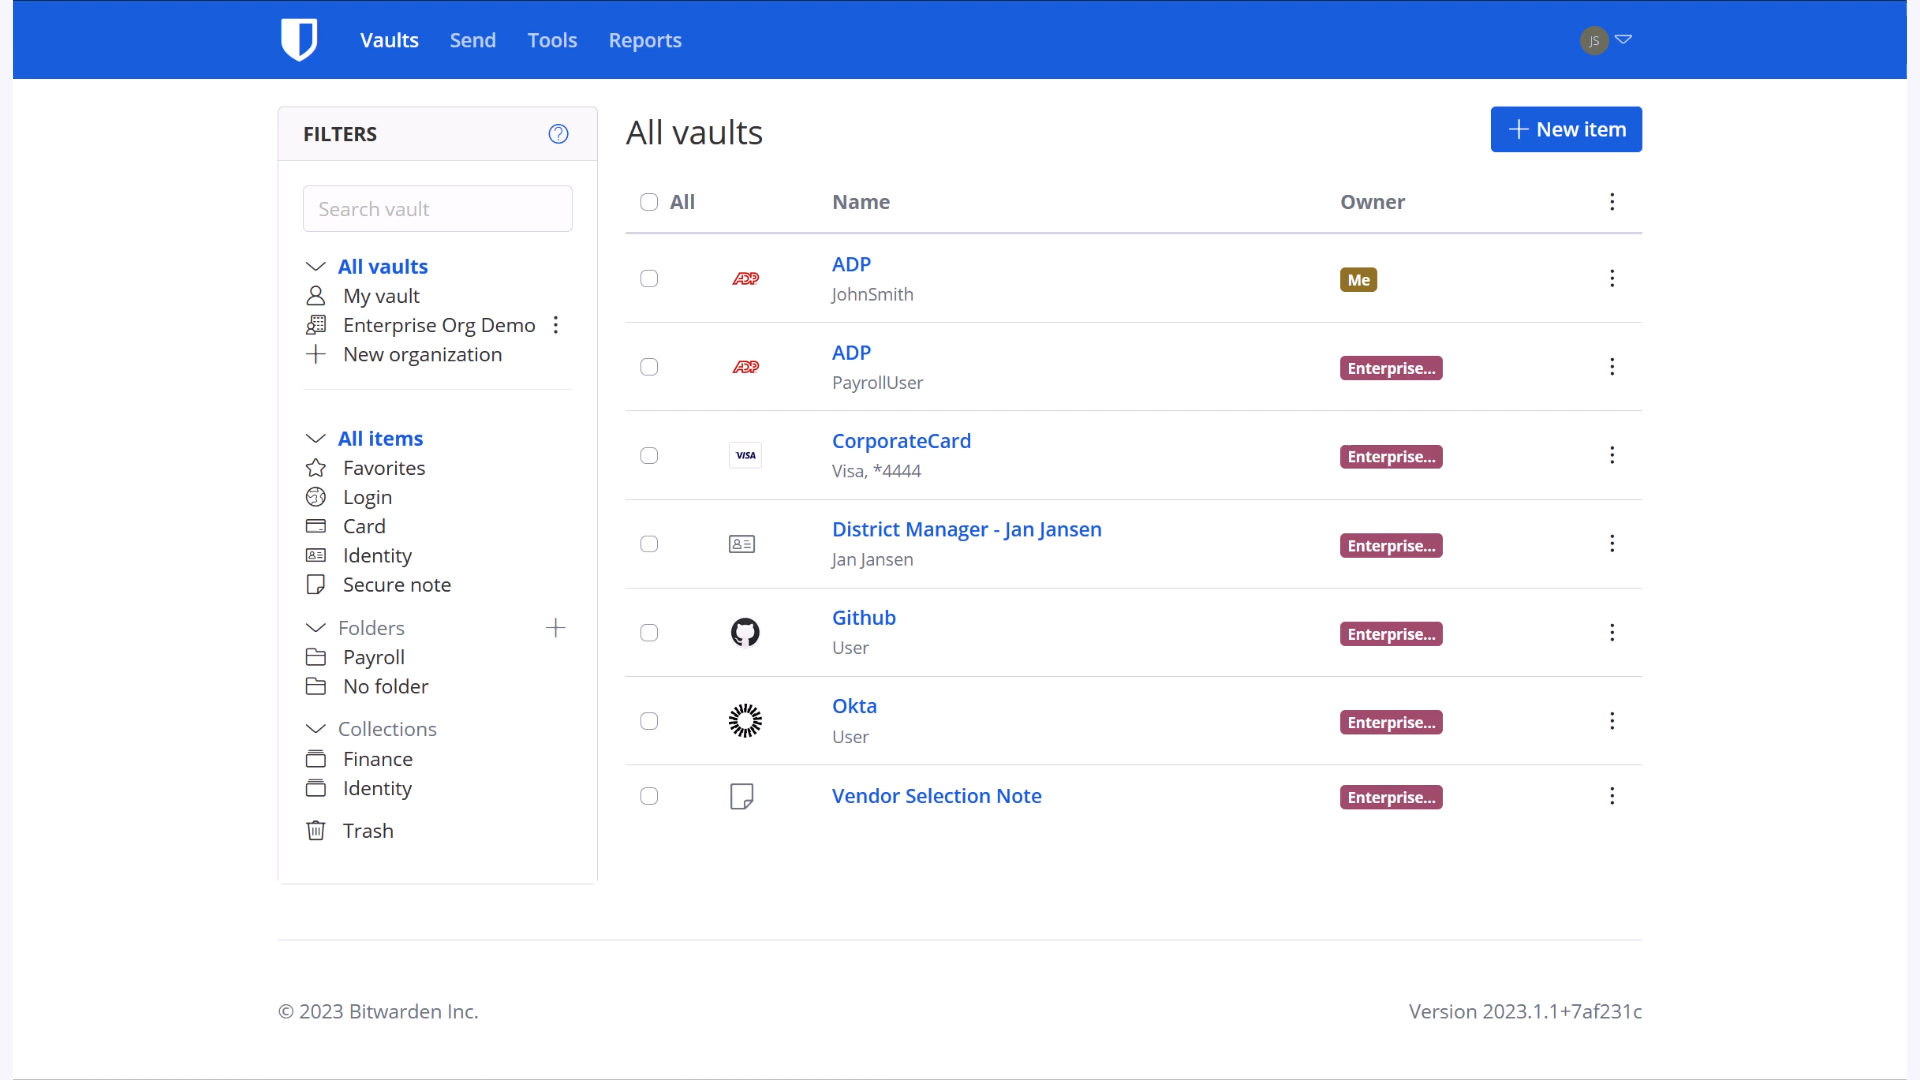 Vaults Send Tools Reports
JS
FILTERS
Search vault
All vaults
My vault
Enterprise Org Demo
New organization
All items
Favorites
Login
Card
Identity
Secure note
Folders
Payroll
No folder
Collections
Finance
Identity
Trash
All vaults
New item
All Name Owner
ADP
ADP
JohnSmith
Me
ADP
ADP
PayrollUser
Enterprise...
VISA
CorporateCard
Visa, *4444
Enterprise...
District Manager - Jan Jansen
Jan Jansen
Enterprise...
Github
User
Enterprise...
Okta
User
Enterprise...
Vendor Selection Note
Enterprise...
© 2023 Bitwarden Inc.
Version 2023.1.1+7af231c